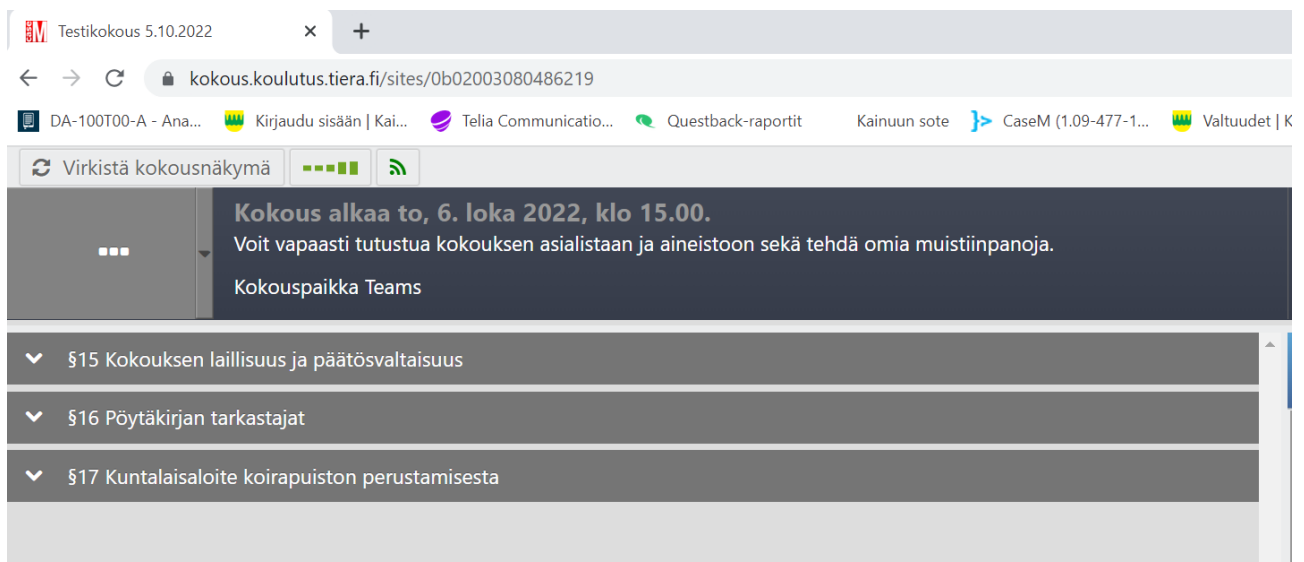 Testikokous 5.10.2022
kokous.koulutus.tiera.fi/sites/0b02003080486219
DA-100T00-A - Ana... Kirjaudu sisään | Kai... Telia Communicatio... Questback-raportit Kainuun sote CaseM (1.09-477-1... Valtuudet | K
Virkistä kokousnäkymä
Kokous alkaa to, 6. loka 2022, klo 15.00.
Voit vapaasti tutustua kokouksen asialistaan ja aineistoon sekä tehdä omia muistiinpanoja.
Kokouspaikka Teams
§15 Kokouksen laillisuus ja päätösvaltaisuus
§16 Pöytäkirjan tarkastajat
§17 Kuntalaisaloite koirapuiston perustamisesta